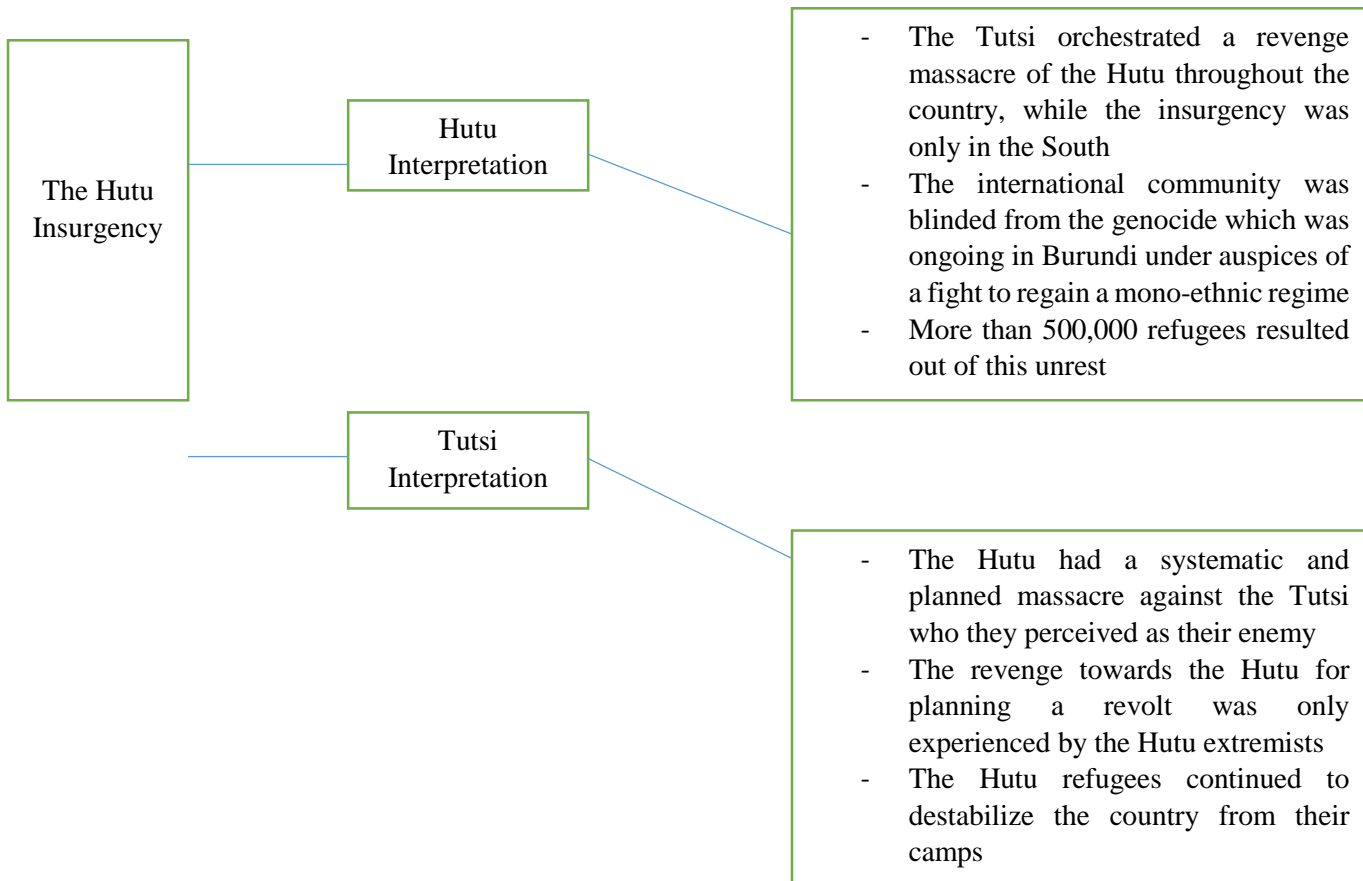 The Hutu
Insurgency
Hutu
Interpretation
- The Tutsi orchestrated a revenge
massacre of the Hutu throughout the
country, while the insurgency was
only in the South
- The international community was
blinded from the genocide which was
ongoing in Burundi under auspices of
a fight to regain a mono-ethnic regime
- More than 500,000 refugees resulted
out of this unrest
Tutsi
Interpretation
- The Hutu had a systematic and
planned massacre against the Tutsi
who they perceived as their enemy
- The revenge towards the Hutu for
planning a revolt was only
experienced by the Hutu extremists
- The Hutu refugees continued to
destabilize the country from their
camps